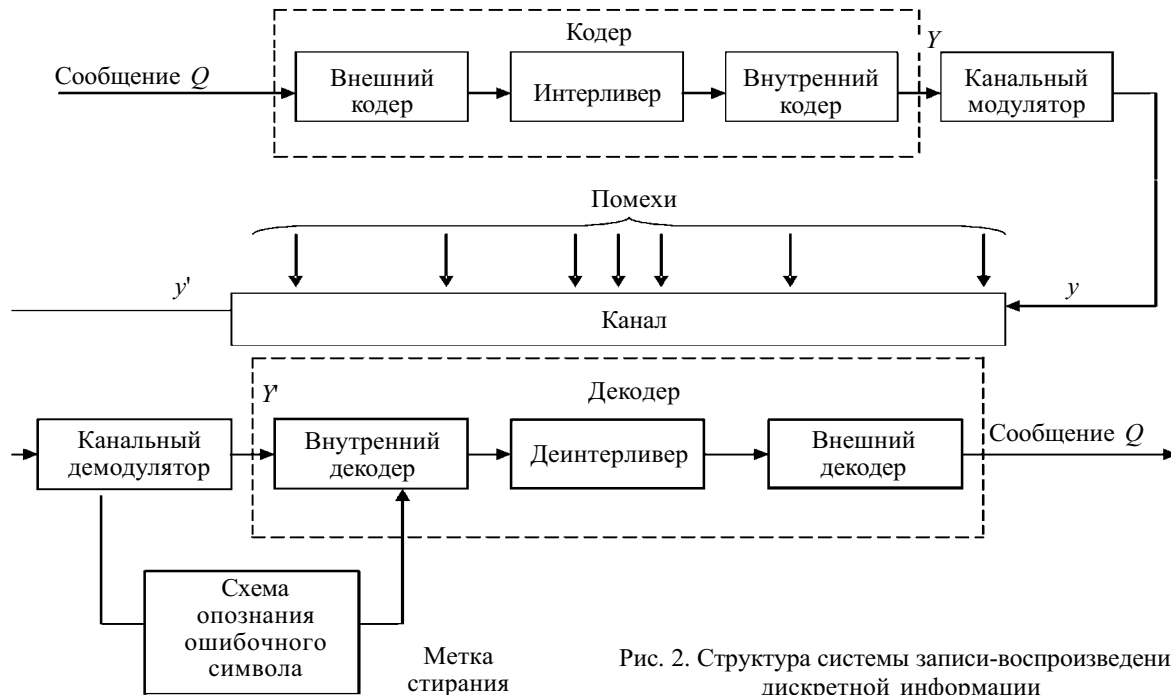 Кодер
Y
Сообщение Q
Внешний
кодер
Интерливер
Внутренний
кодер
Канальный
модулятор
Помехи
y'
y
Канал
Y'
Декодер
Канальный
демодулятор
Внутренний
декодер
Деинтерливер
Внешний
декодер
Сообщение Q
Схема
опознания
ошибочного
символа
Метка
стирания
Рис. 2. Структура системы записи-воспроизведени
дискретной информации